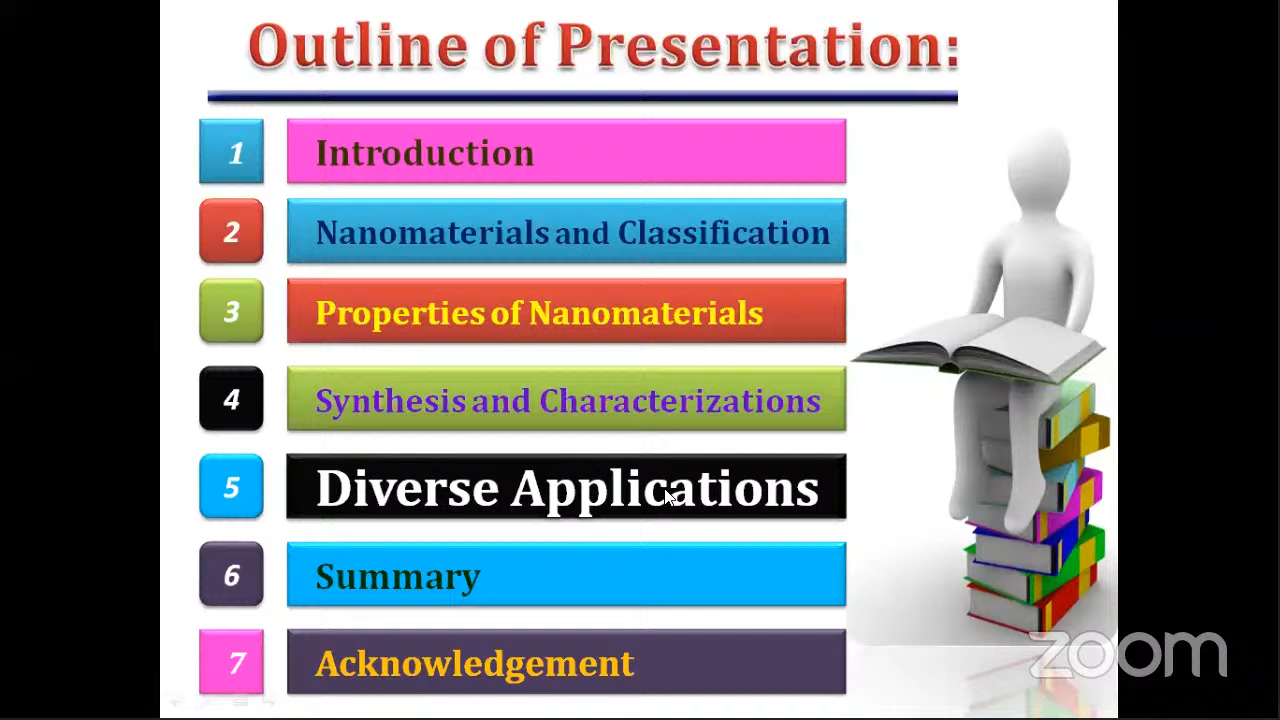 Outline of Presentation:
1 Introduction
2 Nanomaterials and Classification
3 Properties of Nanomaterials
4 Synthesis and Characterizations
5 Diverse Applications
6 Summary
7 Acknowledgement
zoom